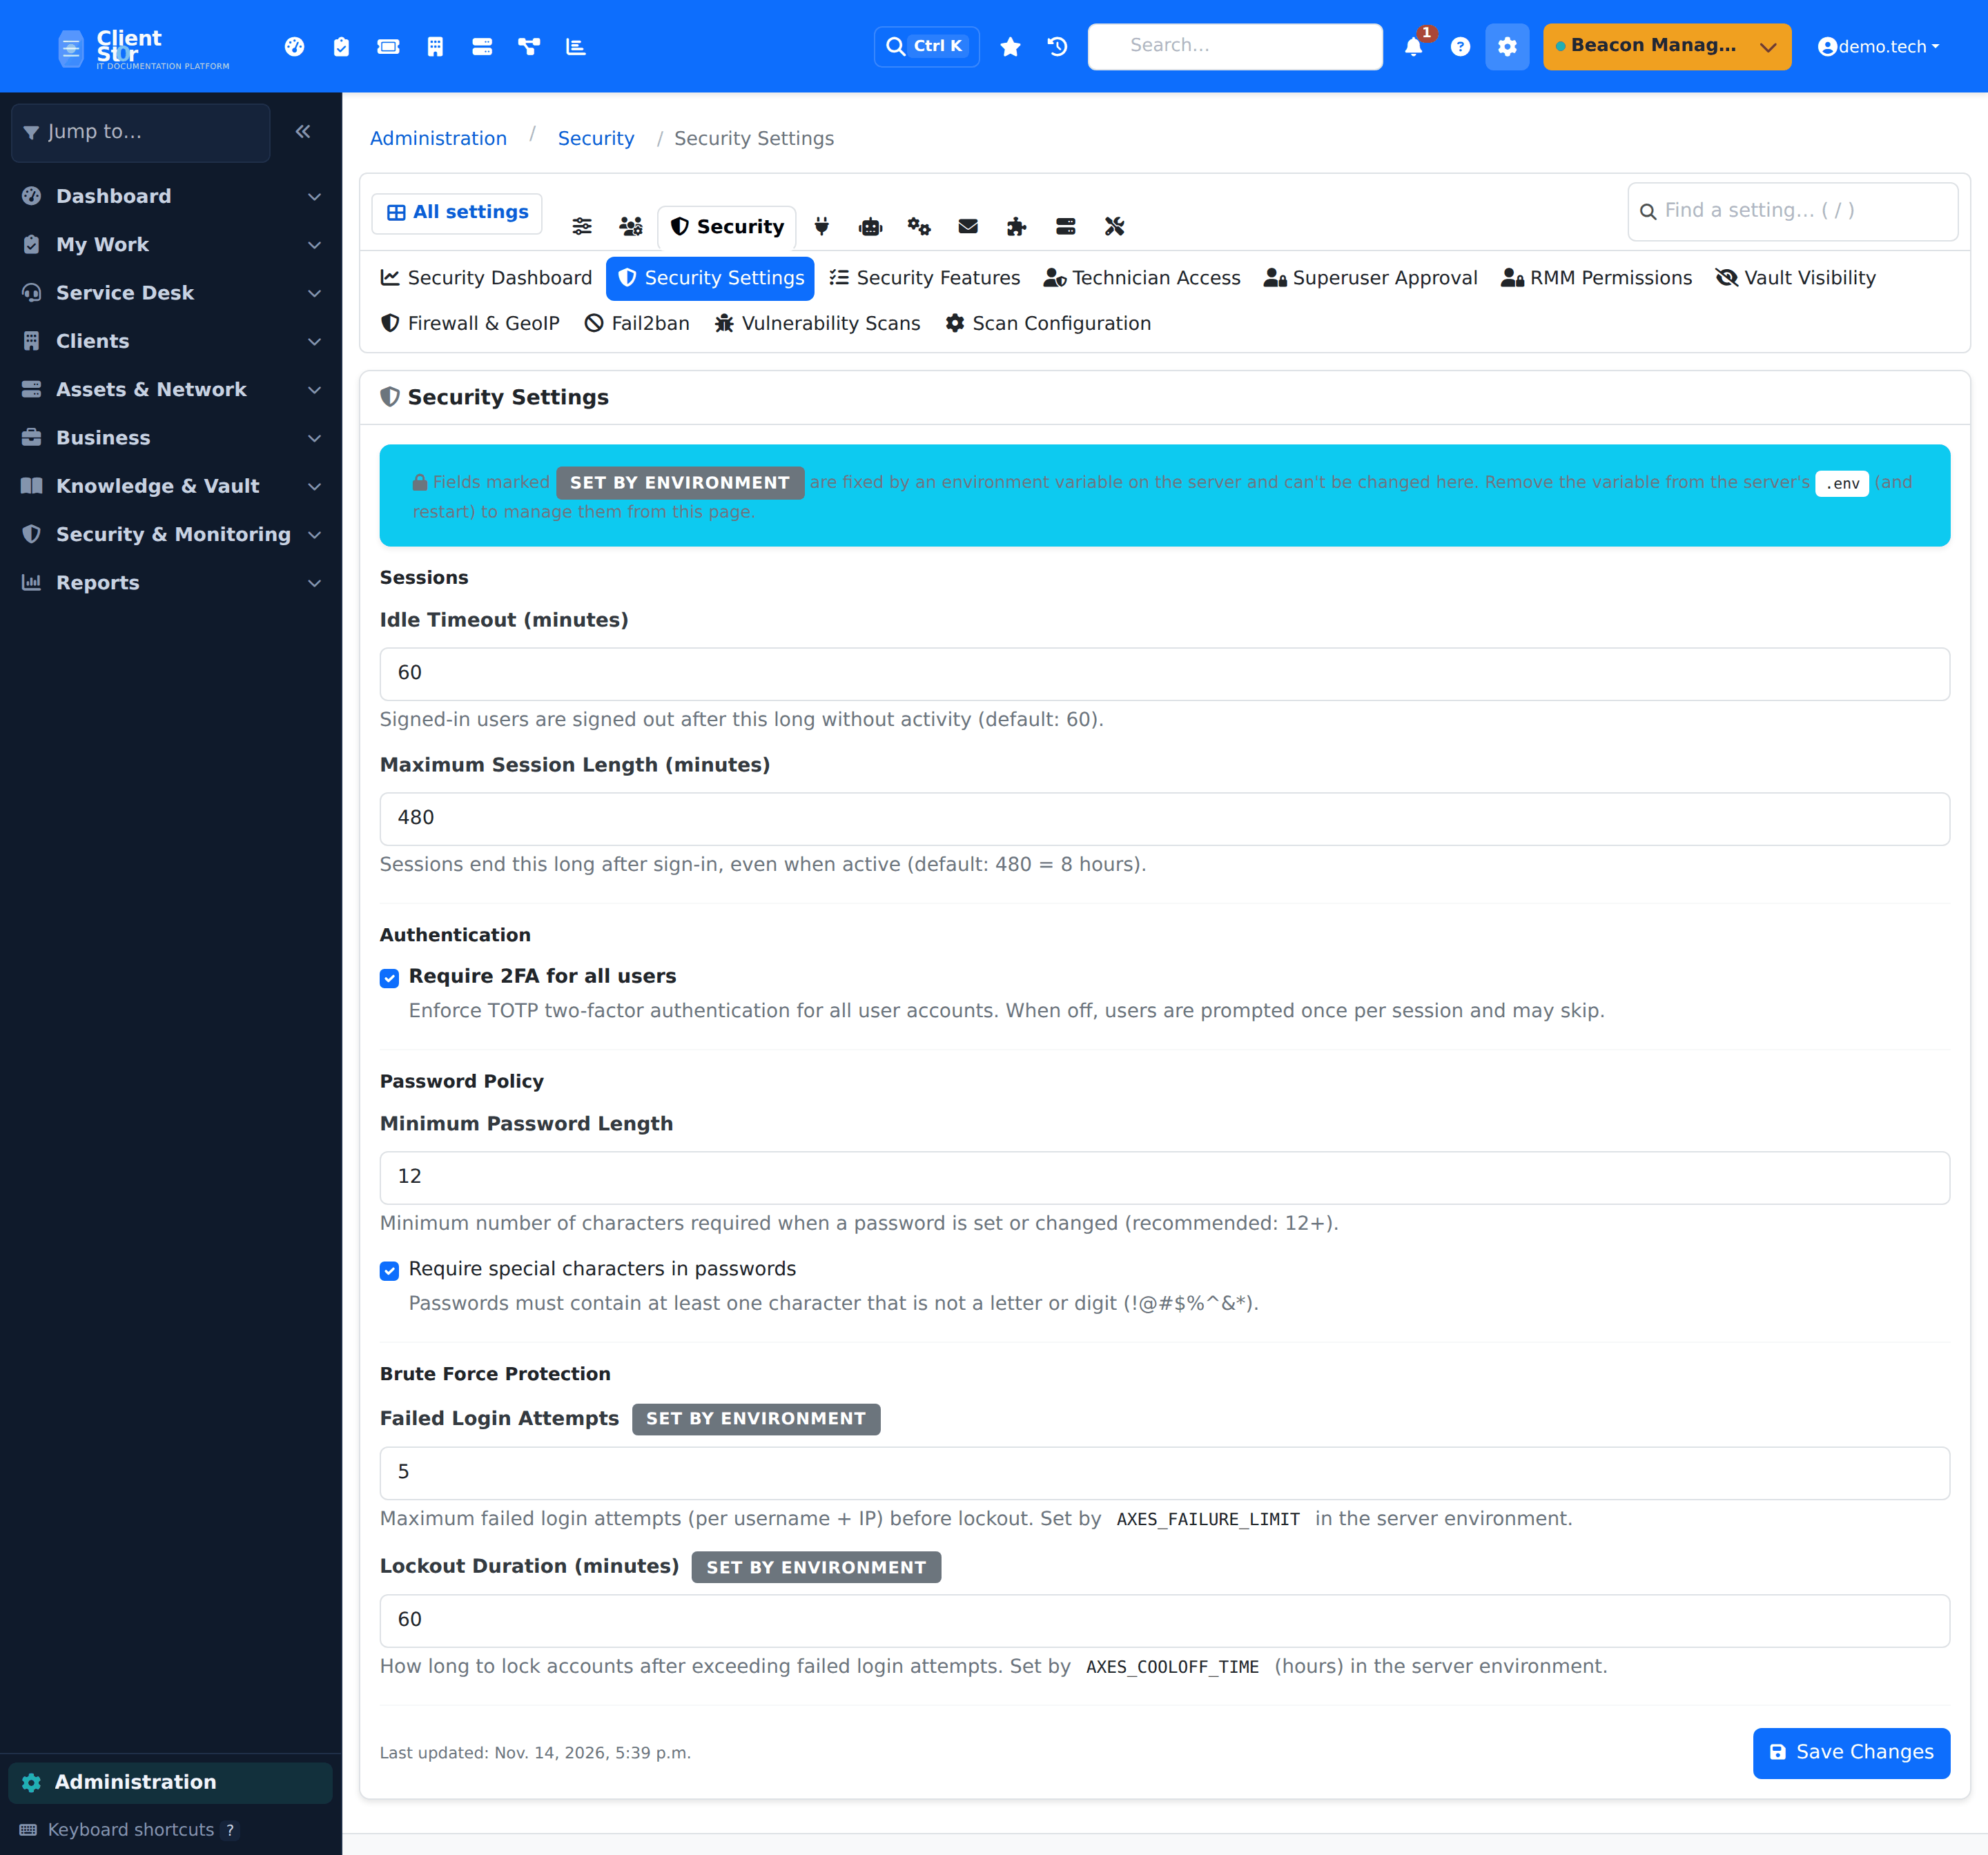 Client
Stor
IT DOCUMENTATION PLATFORM
Ctrl K
Search...
1
Beacon Manag...
demo.tech
Jump to...
Dashboard
My Work
Service Desk
Clients
Assets & Network
Business
Knowledge & Vault
Security & Monitoring
Reports
Administration
Keyboard shortcuts ?
Administration / Security / Security Settings
All settings
Security
Find a setting... ( / )
Security Dashboard
Security Settings
Security Features
Technician Access
Superuser Approval
RMM Permissions
Vault Visibility
Firewall & GeoIP
Fail2ban
Vulnerability Scans
Scan Configuration
Security Settings
Fields marked SET BY ENVIRONMENT are fixed by an environment variable on the server and can't be changed here. Remove the variable from the server's .env (and
restart) to manage them from this page.
Sessions
Idle Timeout (minutes)
60
Signed-in users are signed out after this long without activity (default: 60).
Maximum Session Length (minutes)
480
Sessions end this long after sign-in, even when active (default: 480 = 8 hours).
Authentication
Require 2FA for all users
Enforce TOTP two-factor authentication for all user accounts. When off, users are prompted once per session and may skip.
Password Policy
Minimum Password Length
12
Minimum number of characters required when a password is set or changed (recommended: 12+).
Require special characters in passwords
Passwords must contain at least one character that is not a letter or digit (!@#$%^&*).
Brute Force Protection
Failed Login Attempts SET BY ENVIRONMENT
5
Maximum failed login attempts (per username + IP) before lockout. Set by AXES_FAILURE_LIMIT in the server environment.
Lockout Duration (minutes) SET BY ENVIRONMENT
60
How long to lock accounts after exceeding failed login attempts. Set by AXES_COOLOFF_TIME (hours) in the server environment.
Last updated: Nov. 14, 2026, 5:39 p.m.
Save Changes